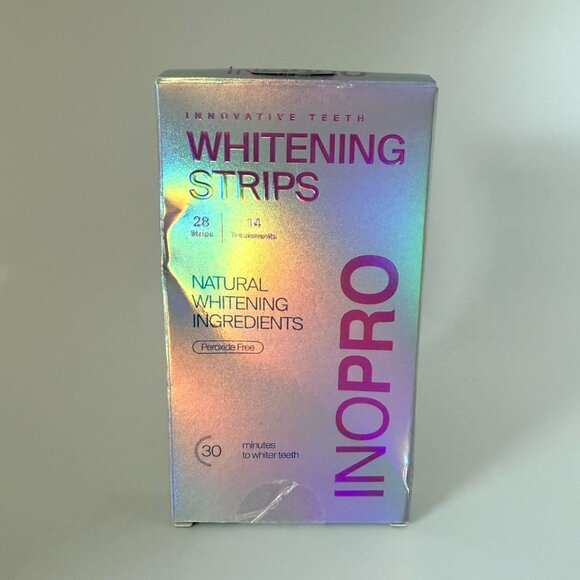 INNOVATIVE TEETH
WHITENING
STRIPS
28
Strips
14
Treatments
NATURAL
WHITENING
INGREDIENTS
Peroxide Free
30
minutes
to whiter teeth
INOPRO